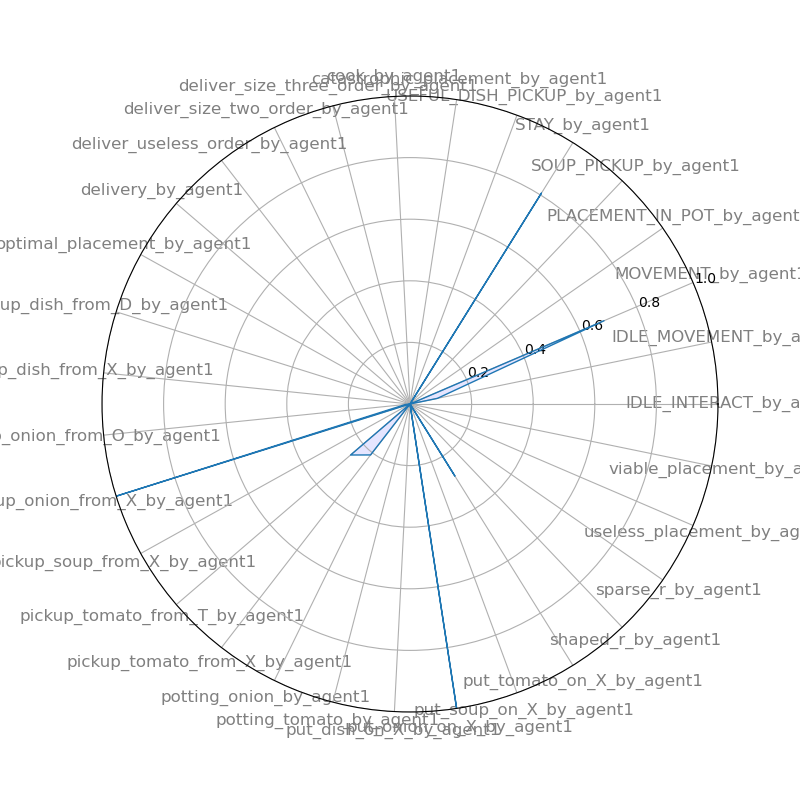 cook_by_agent1
catastrophic_placement_by_agent1
deliver_size_three_order_by_agent1
USEFUL_DISH_PICKUP_by_agent1
deliver_size_two_order_by_agent1
STAY_by_agent1
deliver_useless_order_by_agent1
SOUP_PICKUP_by_agent1
delivery_by_agent1
PLACEMENT_IN_POT_by_agent
optimal_placement_by_agent1
MOVEMENT_by_agent1
1.0
up_dish_from_D_by_agent1
0.8
0.6
IDLE_MOVEMENT_by_a
0.4
p_dish_from_X_by_agent1
0.2
IDLE_INTERACT_by_a
p_onion_from_O_by_agent1
viable_placement_by_a
up_onion_from_X_by_agent1
useless_placement_by_ag
pickup_soup_from_X_by_agent1
sparse_r_by_agent1
pickup_tomato_from_T_by_agent1
shaped_r_by_agent1
pickup_tomato_from_X_by_agent1
put_tomato_on_X_by_agent1
potting_onion_by_agent1
put_soup_on_X_by_agent1
potting_tomato_by_agent1
put_onion_on_X_by_agent1
put_dish_on_X_by_agent1